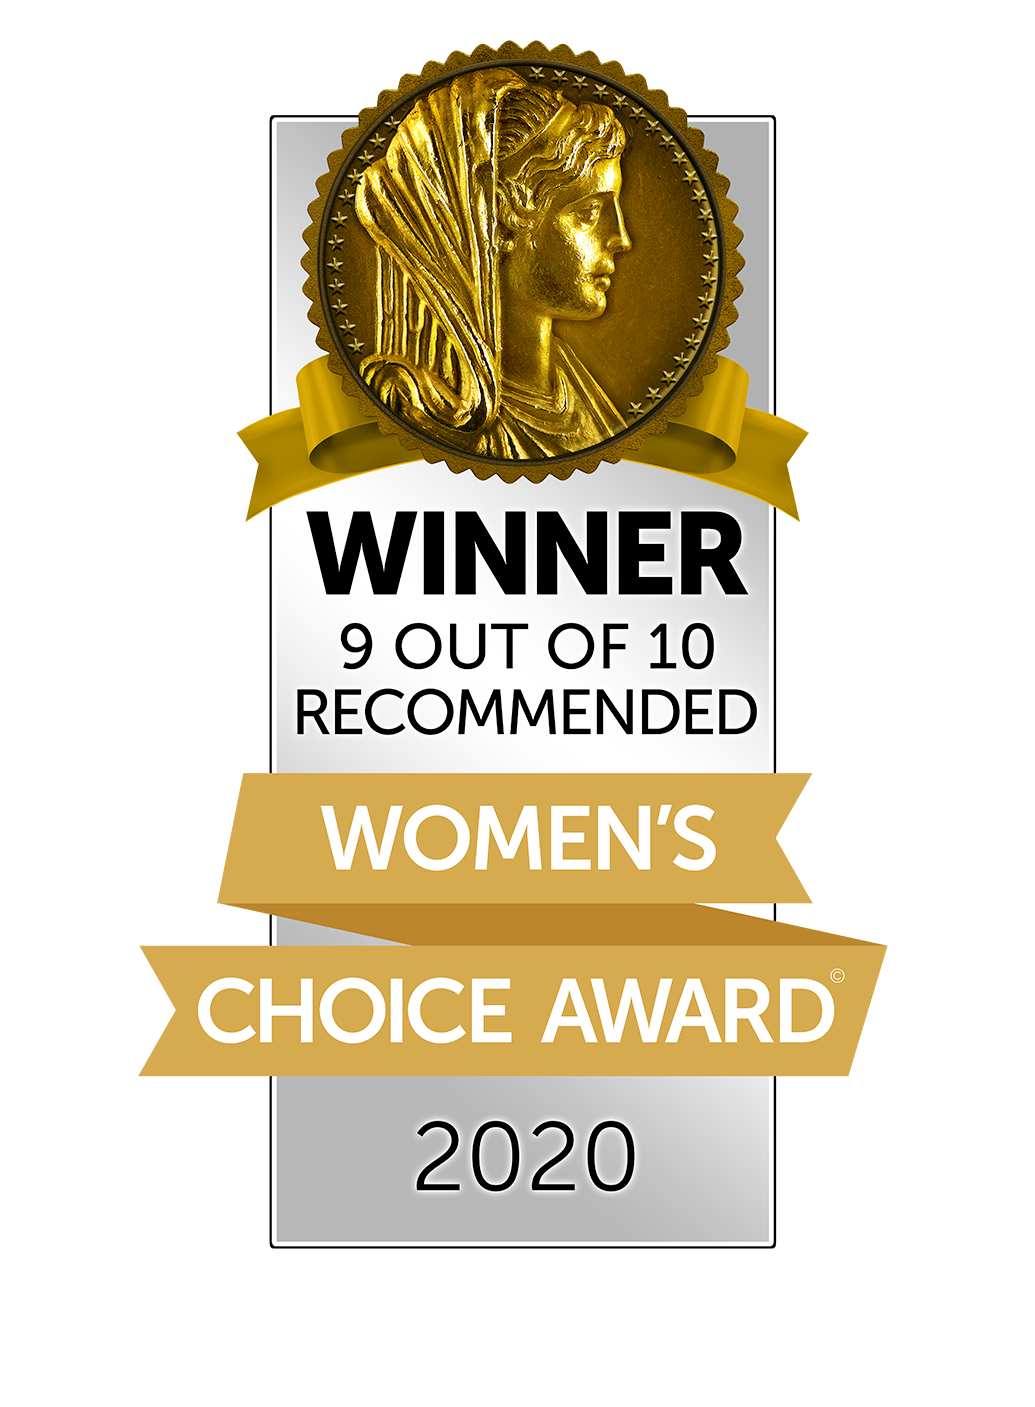 WINNER
9 OUT OF 10
RECOMMENDED
WOMEN'S
CHOICE AWARD©
2020